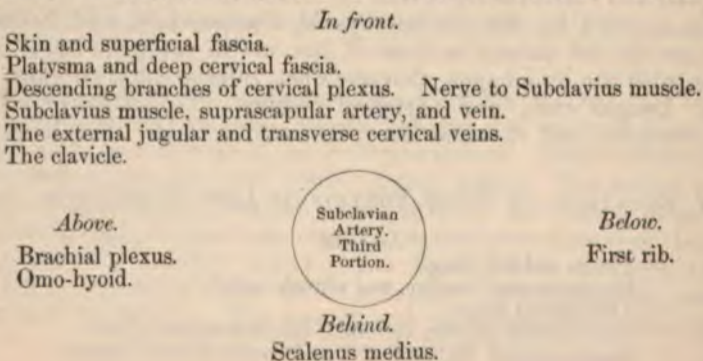 In front.
Skin and superficial fascia.
Platysma and deep cervical fascia.
Descending branches of cervical plexus. Nerve to Subclavius muscle.
Subclavius muscle, suprascapular artery, and vein.
The external jugular and transverse cervical veins.
The clavicle.
Above.
Brachial plexus.
Omo-hyoid.
Subclavian
Artery.
Third
Portion.
Below.
First rib.
Behind.
Scalenus medius.